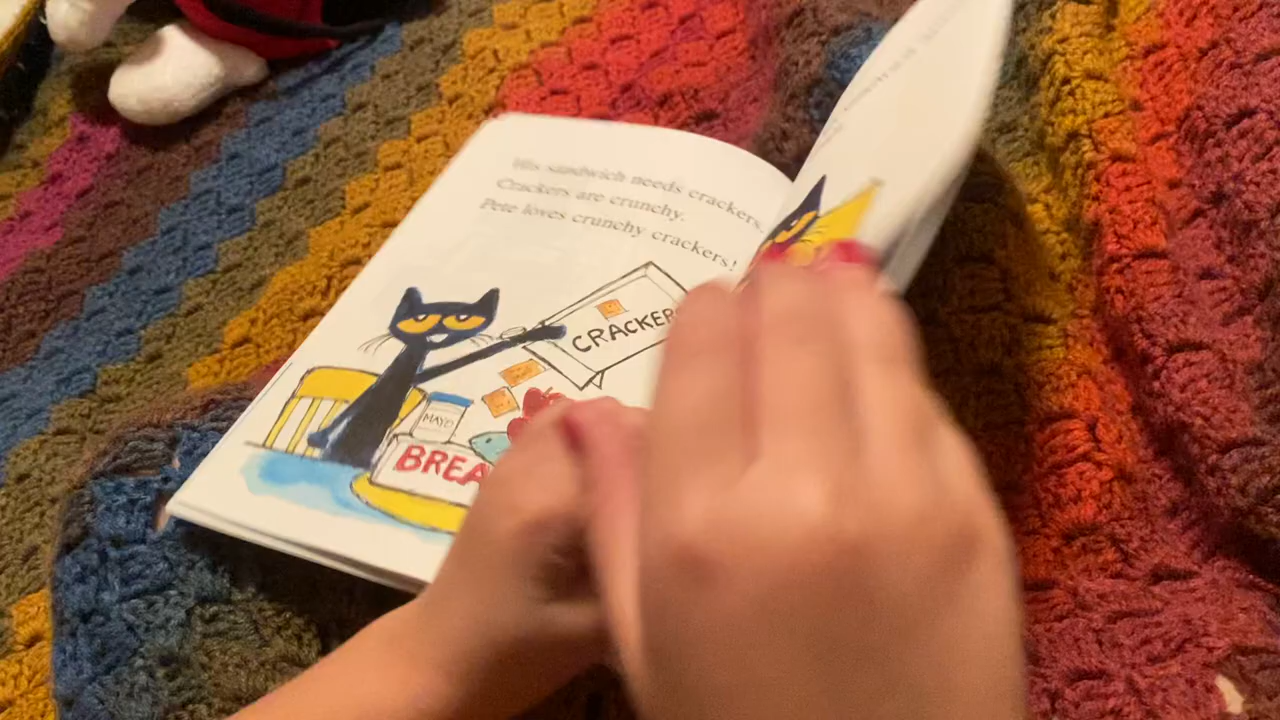 His sandwich needs crackers.
Crackers are crunchy.
Pete loves crunchy crackers!
CRACKERS
MAYO
BREA